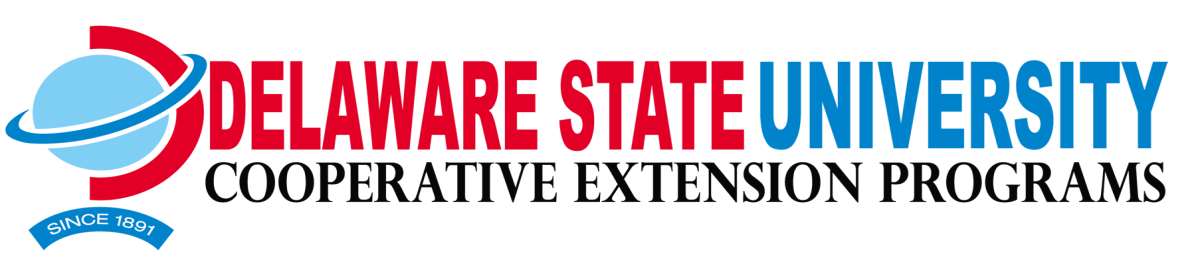 DELAWARE STATE UNIVERSITY
COOPERATIVE EXTENSION PROGRAMS
SINCE 1891